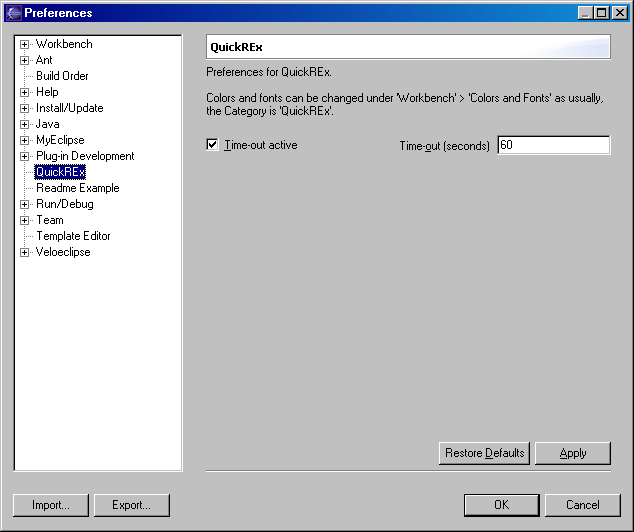 Preferences
Workbench
Ant
Build Order
Help
Install/Update
Java
MyEclipse
Plug-in Development
QuickREx
Readme Example
Run/Debug
Team
Template Editor
Veloeclipse
QuickREx
Preferences for QuickREx.
Colors and fonts can be changed under 'Workbench' > 'Colors and Fonts' as usually,
the Category is 'QuickREx'.
Time-out active
Time-out (seconds) 60
Restore Defaults Apply
Import... Export... OK Cancel